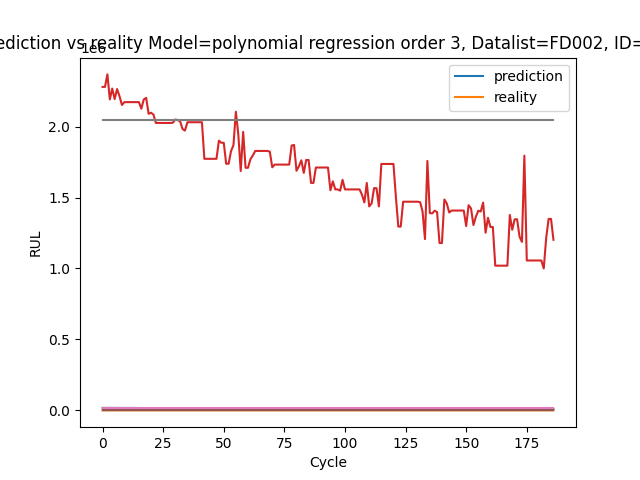 ediction vs reality Model=polynomial regression order 3, Datalist=FD002, ID=
1e6
prediction
reality
2.0
1.5
1.0
0.5
0.0
RUL
0 25 50 75 100 125 150 175
Cycle